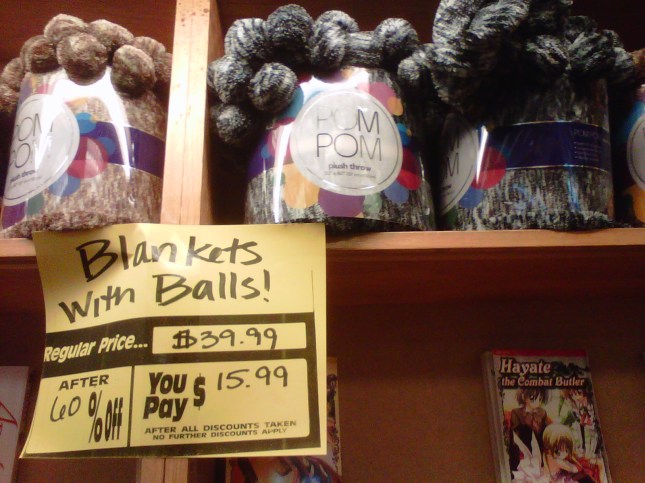 POM
POM
POM
POM
plush throw
Blankets
With Balls!
Regular Price... $39.99
AFTER
60 % Off
You Pay $ 15.99
AFTER ALL DISCOUNTS TAKEN
NO FURTHER DISCOUNTS APPLY
Hayate
the Combat Butler